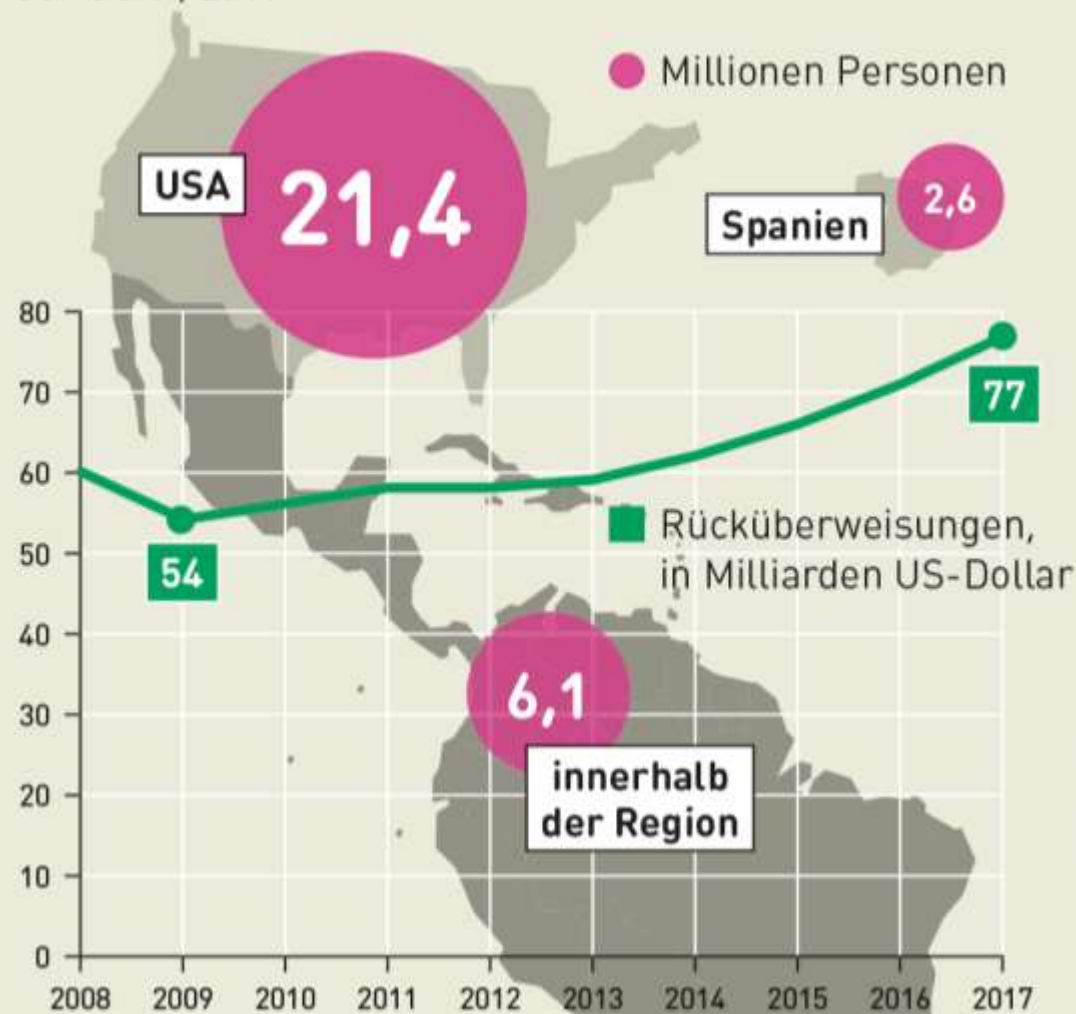 Millionen Personen
USA
21,4
Spanien
2,6
80
70
60
50
40
30
20
10
0
77
54
Rücküberweisungen,
in Milliarden US-Dollar
6,1
innerhalb
der Region
2008 2009 2010 2011 2012 2013 2014 2015 2016 2017